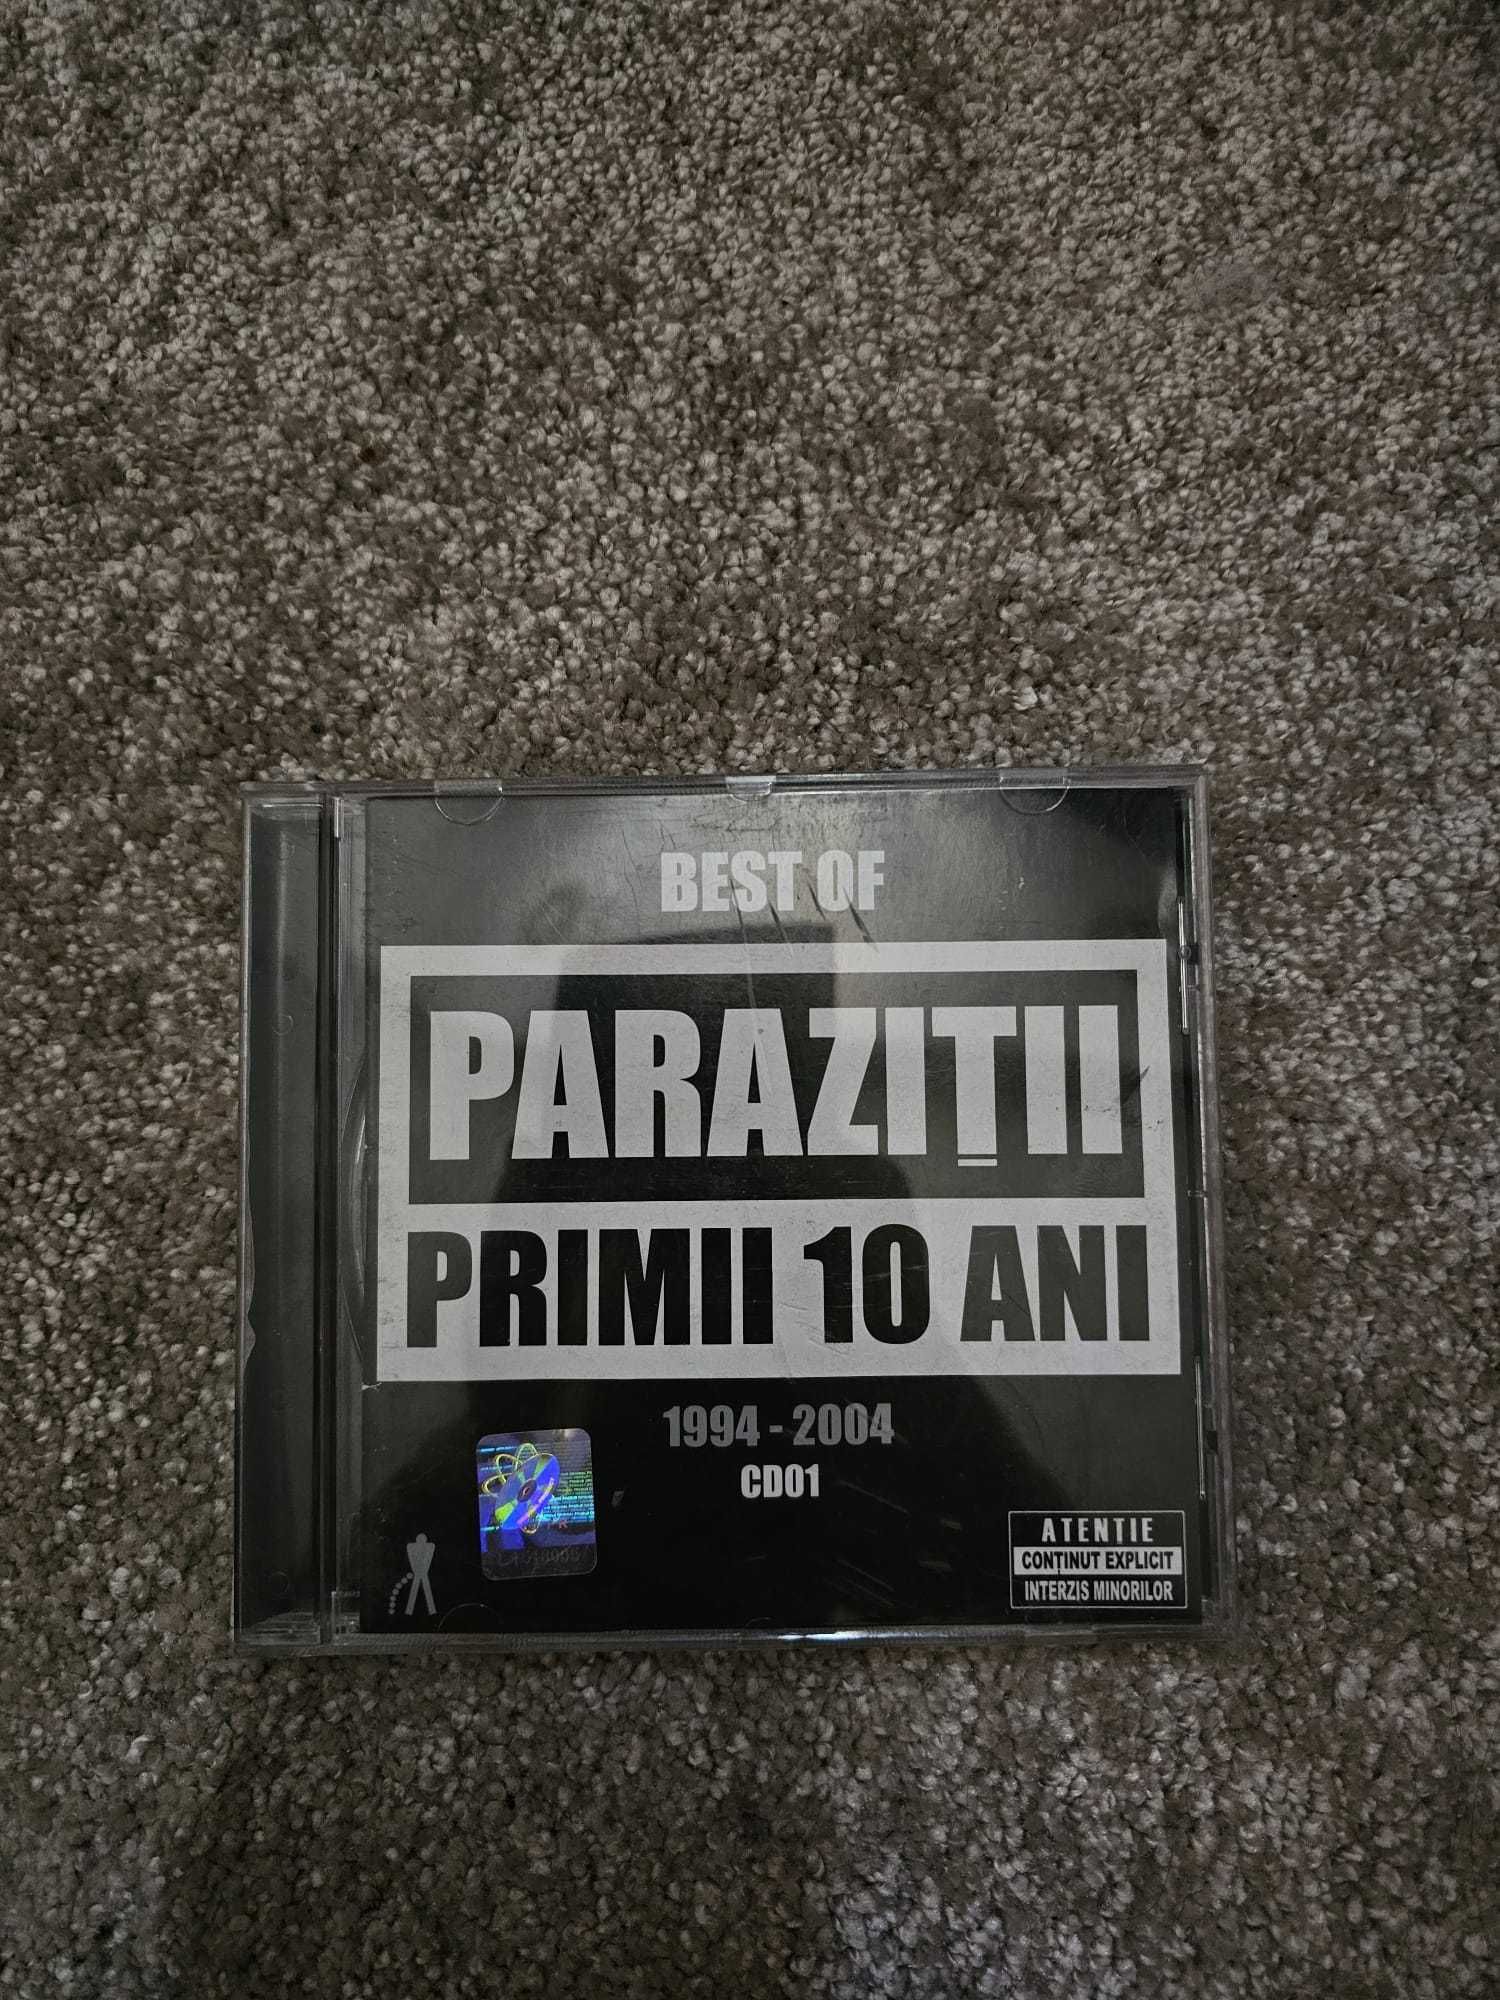 BEST OF
PARAZIȚII
PRIMII 10 ANI
1994 - 2004
CD01
ATENȚIE
CONȚINUT EXPLICIT
INTERZIS MINORILOR